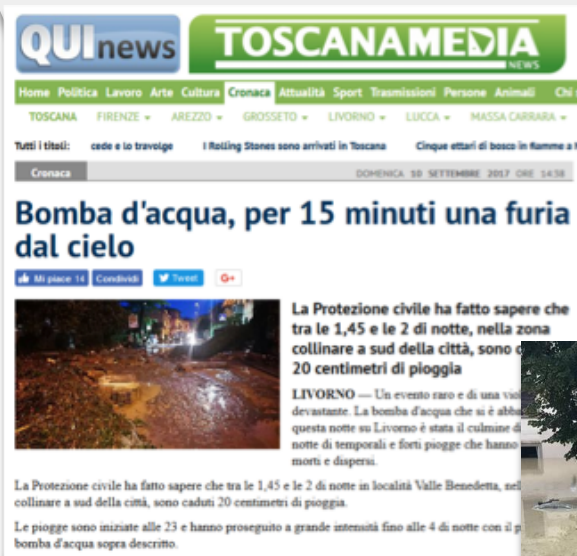 QUInews
TOSCANAMEDIA
NEWS
Home Politica Lavoro Arte Cultura Cronaca Attualità Sport Trasmissioni Persone Animali Chi
TOSCANA FIRENZE AREZZO GROSSETO LIVORNO LUCCA MASSA CARRARA
Tutti i titoli: cede e lo travolge I Rolling Stones sono arrivati in Toscana Cinque ettari di bosco in fiamme a
Cronaca DOMENICA 10 SETTEMBRE 2017 ORE 14:38
Bomba d'acqua, per 15 minuti una furia
dal cielo
Mi piace 14 Condividi Tweet G+
La Protezione civile ha fatto sapere che
tra le 1,45 e le 2 di notte, nella zona
collinare a sud della città, sono
20 centimetri di pioggia
LIVORNO — Un evento raro e di una
devastante. La bomba d'acqua che si è
questa notte su Livorno è stata il culmine
notte di temporali e forti piogge che hanno
morti e dispersi.
La Protezione civile ha fatto sapere che tra le 1,45 e le 2 di notte in località Valle Benedetta,
collinare a sud della città, sono caduti 20 centimetri di pioggia.
Le piogge sono iniziate alle 23 e hanno proseguito a grande intensità fino alle 4 di notte con il
bomba d'acqua sopra descritto.